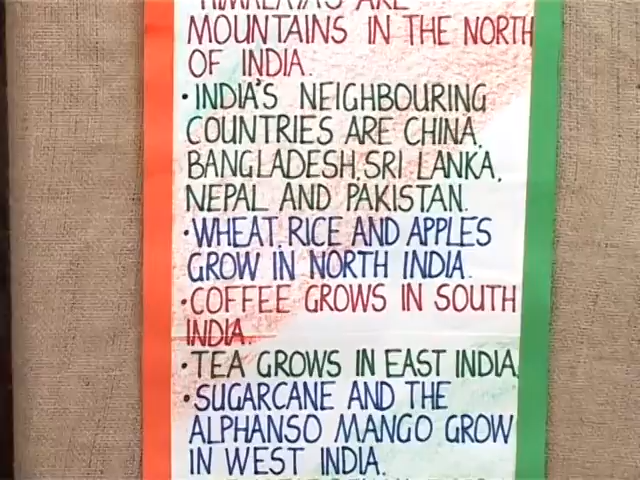 HIMALAYAS ARE
MOUNTAINS IN THE NORTH
OF INDIA.
•INDIA'S NEIGHBOURING
COUNTRIES ARE CHINA,
BANGLADESH, SRI LANKA,
NEPAL AND PAKISTAN.
•WHEAT, RICE AND APPLES
GROW IN NORTH INDIA.
•COFFEE GROWS IN SOUTH
INDIA.
•TEA GROWS IN EAST INDIA.
•SUGARCANE AND THE
ALPHANSO MANGO GROW
IN WEST INDIA.